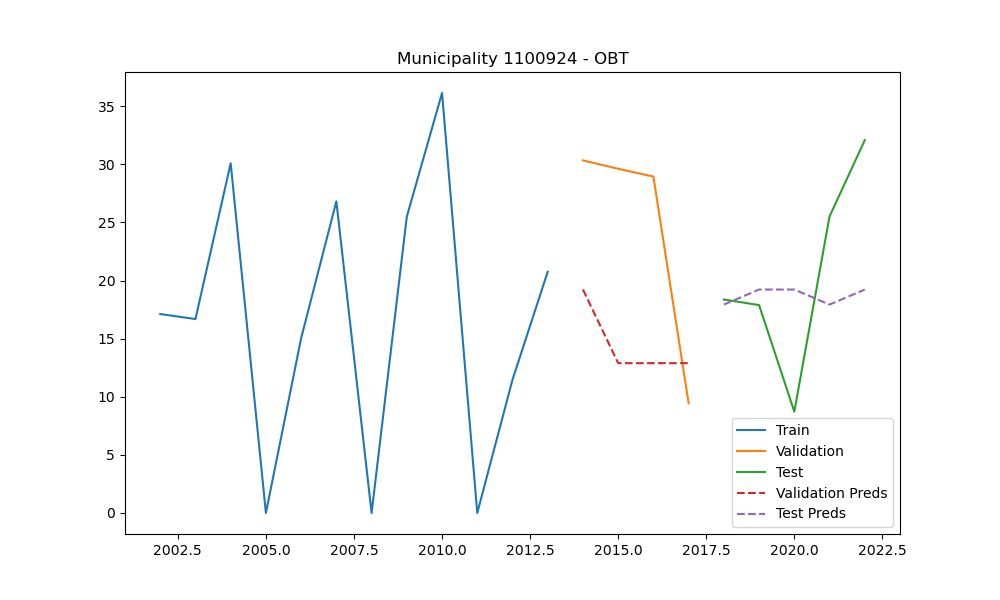 Municipality 1100924 - OBT
35
30
25
20
15
10
5
0
2002.5 2005.0 2007.5 2010.0 2012.5 2015.0 2017.5 2020.0 2022.5
Train
Validation
Test
Validation Preds
Test Preds